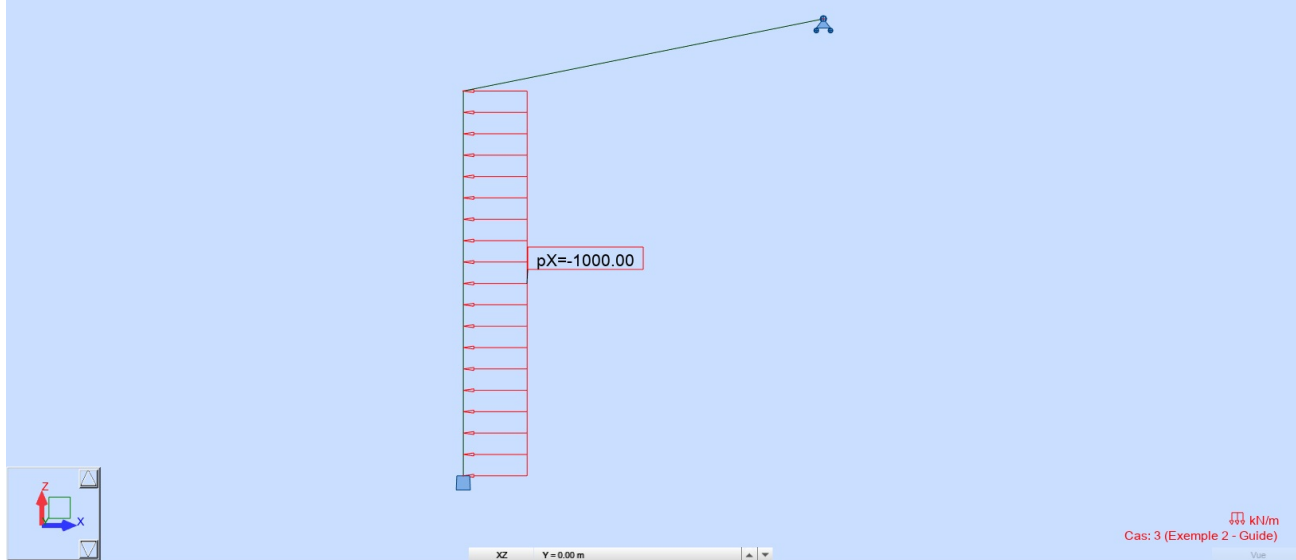 pX=-1000.00
Z
X
kN/m
Cas: 3 (Exemple 2 - Guide)
XZ Y = 0.00 m
Vue